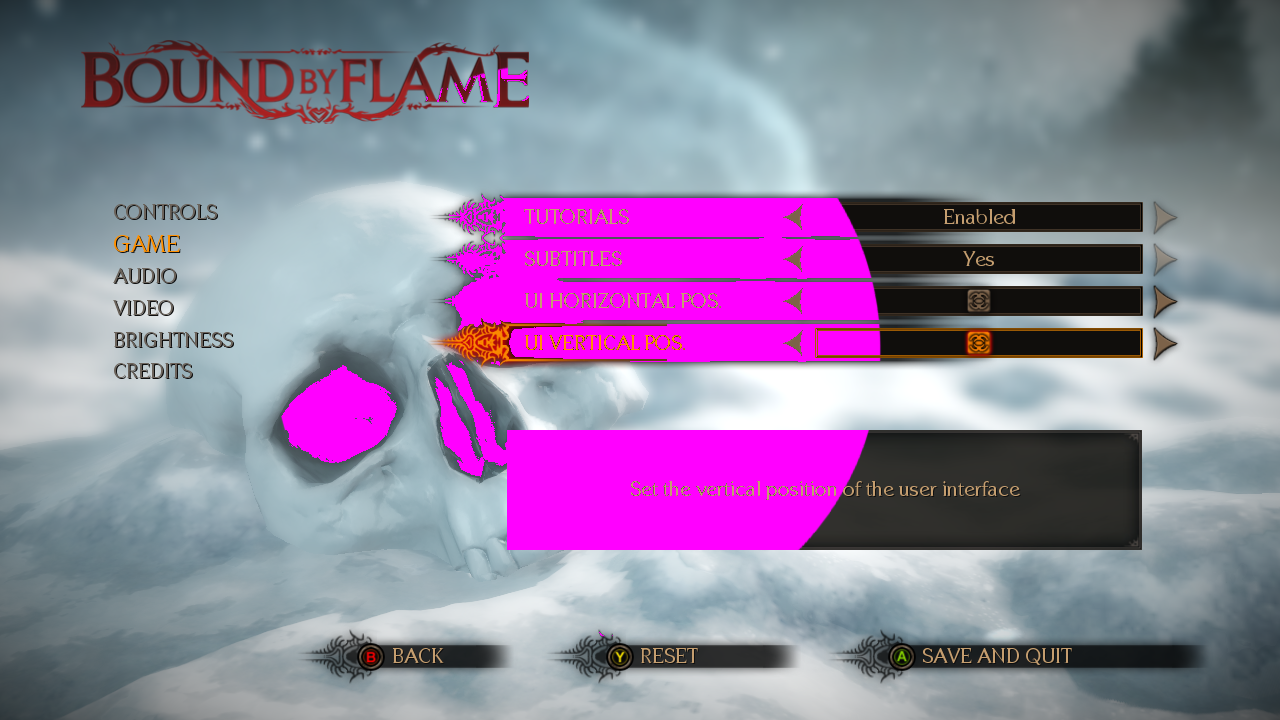 BOUND BY FLAME
CONTROLS
GAME
AUDIO
VIDEO
BRIGHTNESS
CREDITS
TUTORIALS Enabled
SUBTITLES Yes
UI HORIZONTAL POS.
UI VERTICAL POS.
Set the vertical position of the user interface
B BACK Y RESET A SAVE AND QUIT